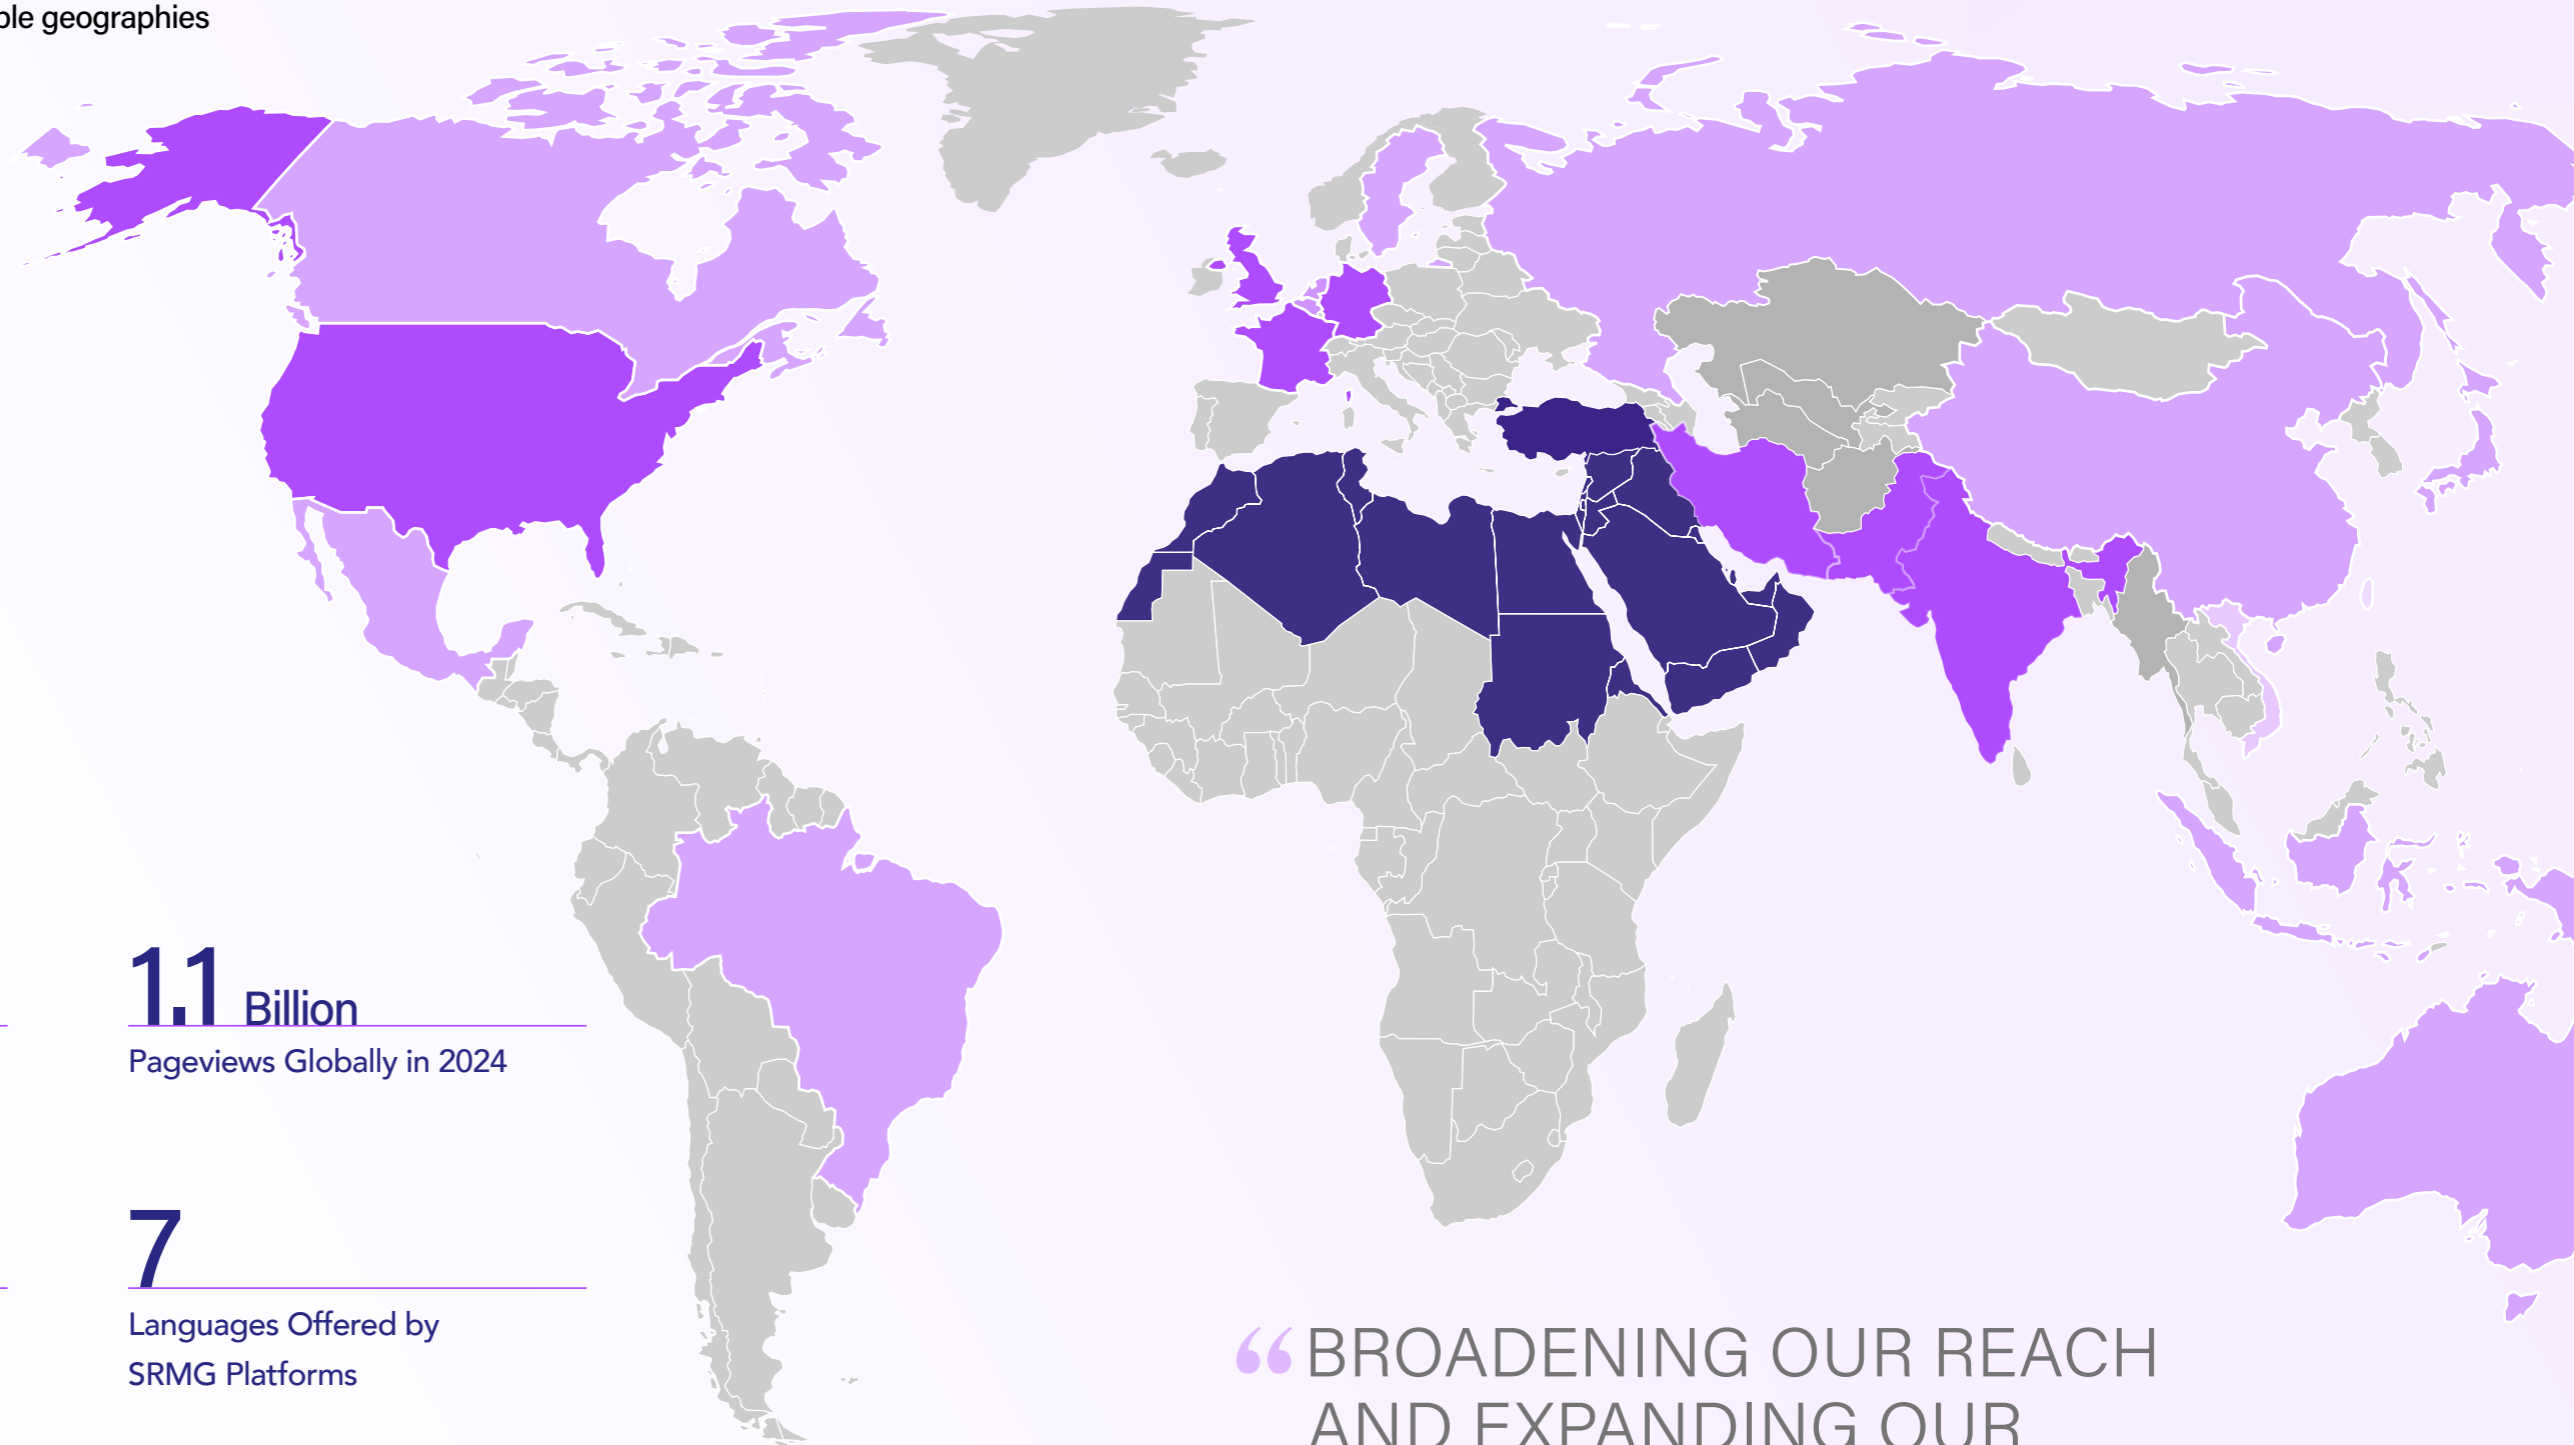 geographies
1.1 Billion
Pageviews Globally in 2024
7
Languages Offered by
SRMG Platforms
“BROADENING OUR REACH
AND EXPANDING OUR